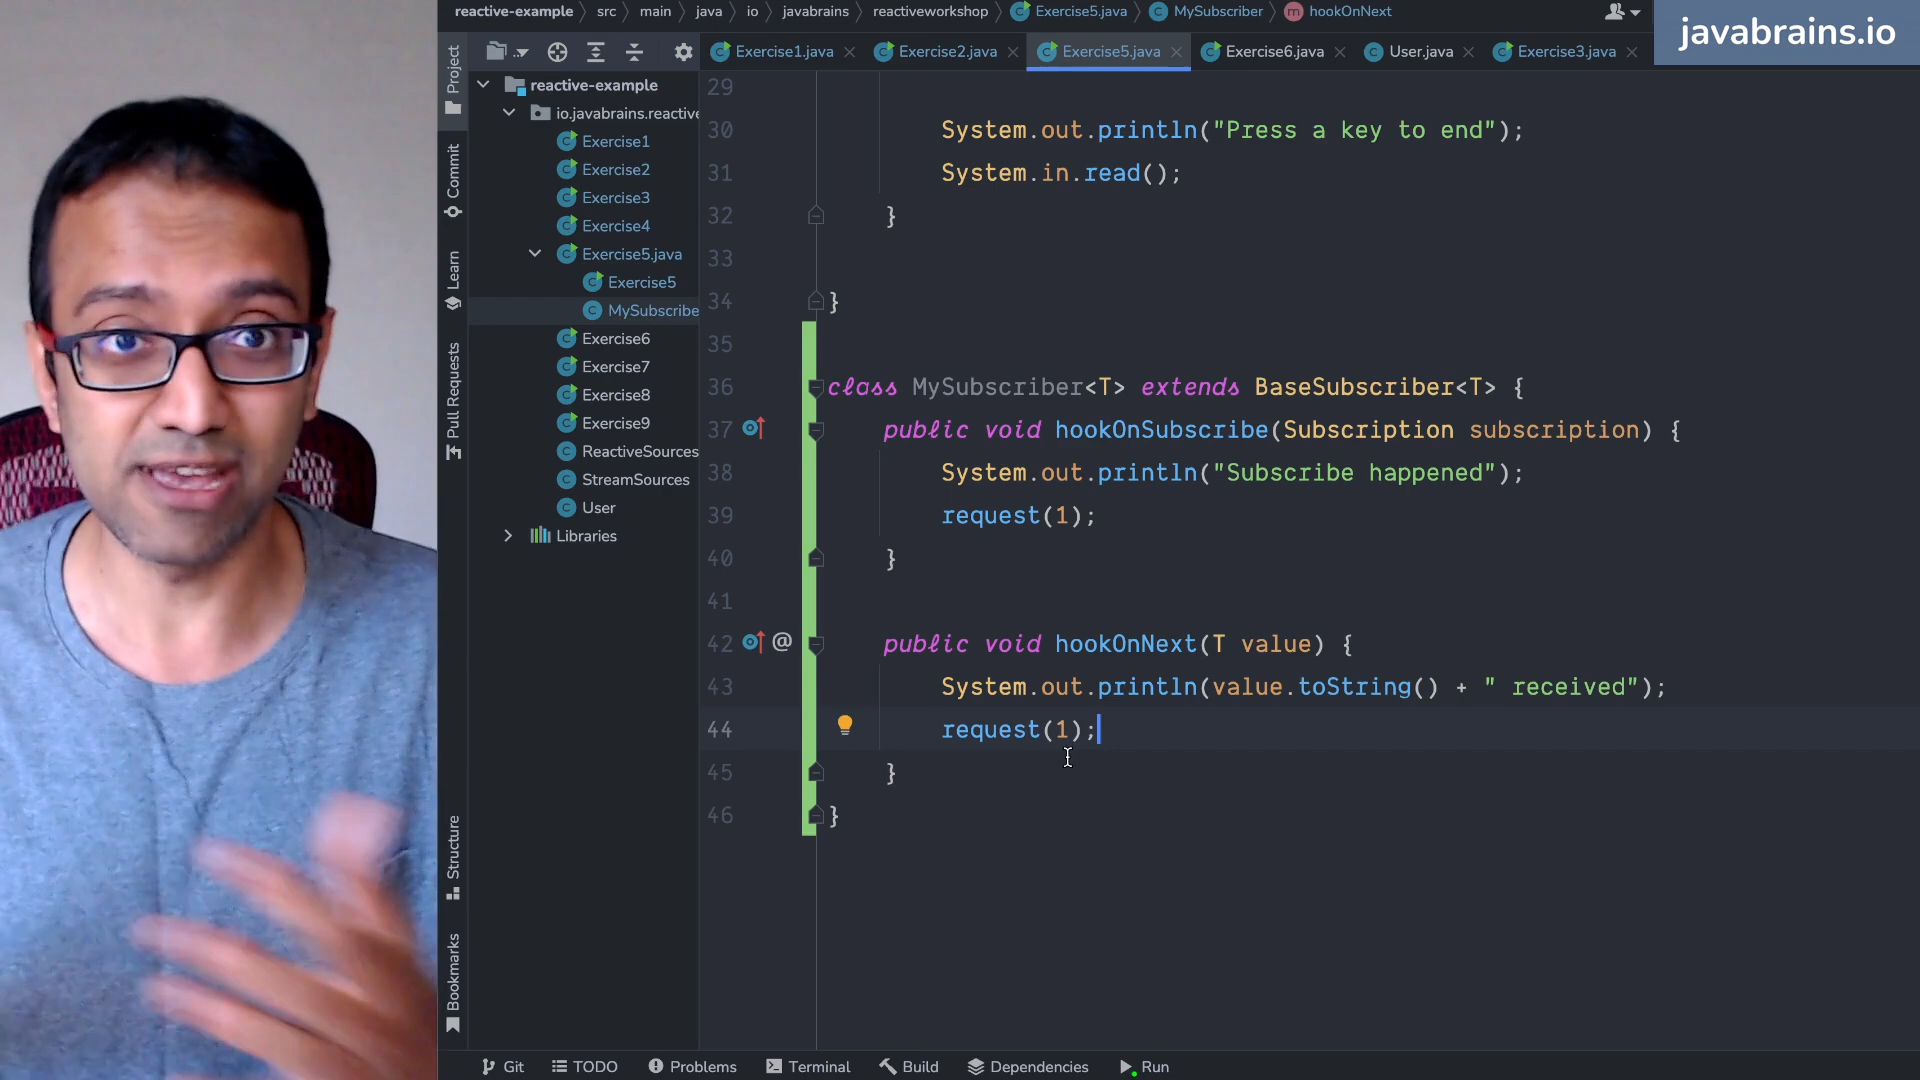 reactive-example
src
main
java
io
javabrains
reactiveworkshop
Exercise5.java
MySubscriber
hookOnNext
javabrains.io
Exercise1.java
Exercise2.java
Exercise5.java
Exercise6.java
User.java
Exercise3.java
Project
Commit
Learn
Pull Requests
Structure
Bookmarks
reactive-example
io.javabrains.reactive
Exercise1
Exercise2
Exercise3
Exercise4
Exercise5.java
Exercise5
MySubscribe
Exercise6
Exercise7
Exercise8
Exercise9
ReactiveSources
StreamSources
User
Libraries
29
30 System.out.println("Press a key to end");
31 System.in.read();
32 }
33
34 }
35
36 class MySubscriber<T> extends BaseSubscriber<T> {
37 public void hookOnSubscribe(Subscription subscription) {
38 System.out.println("Subscribe happened");
39 request(1);
40 }
41
42 @ public void hookOnNext(T value) {
43 System.out.println(value.toString() + " received");
44 request(1);
45 }
46 }
Git
TODO
Problems
Terminal
Build
Dependencies
Run